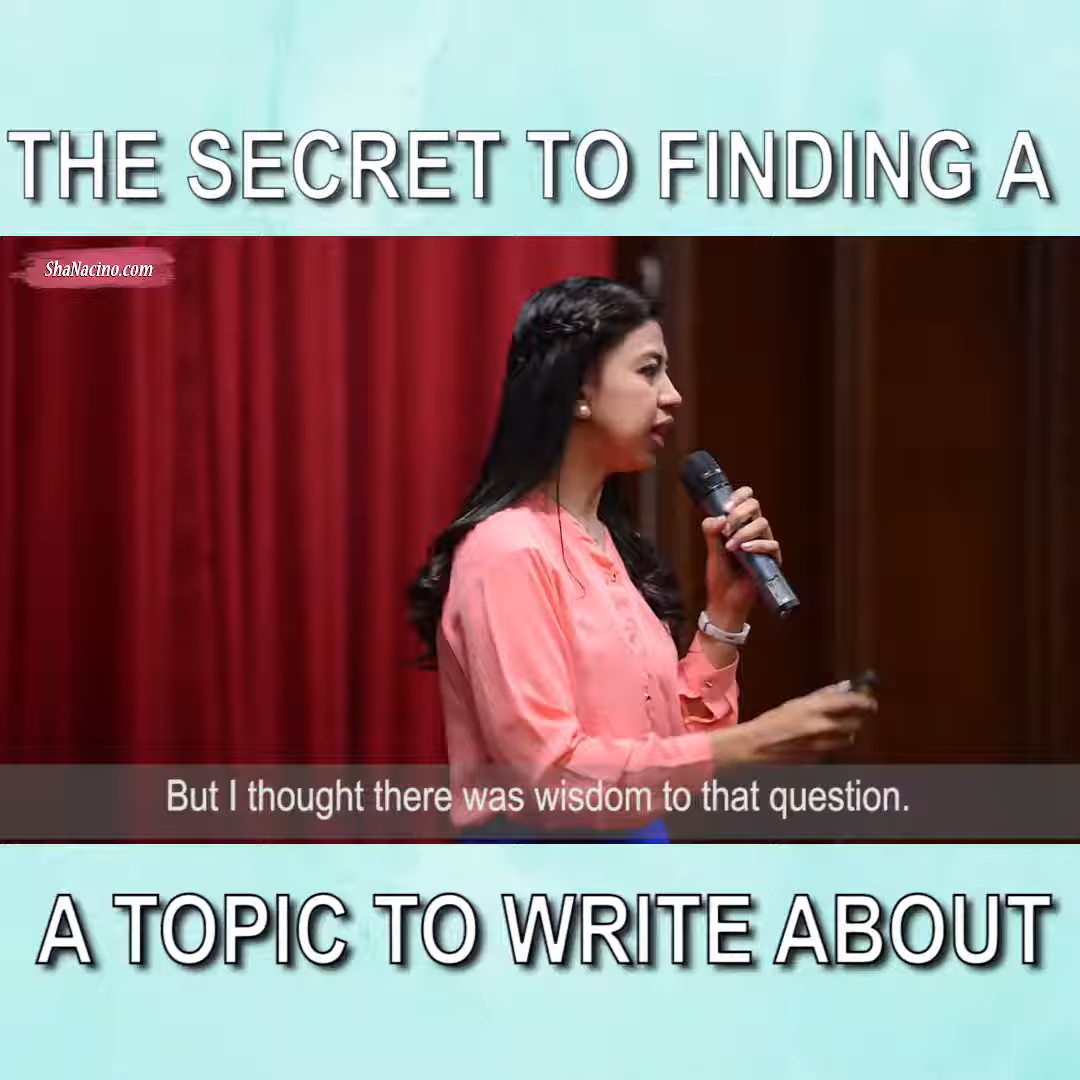 THE SECRET TO FINDING A
ShaNacino.com
But I thought there was wisdom to that question.
A TOPIC TO WRITE ABOUT